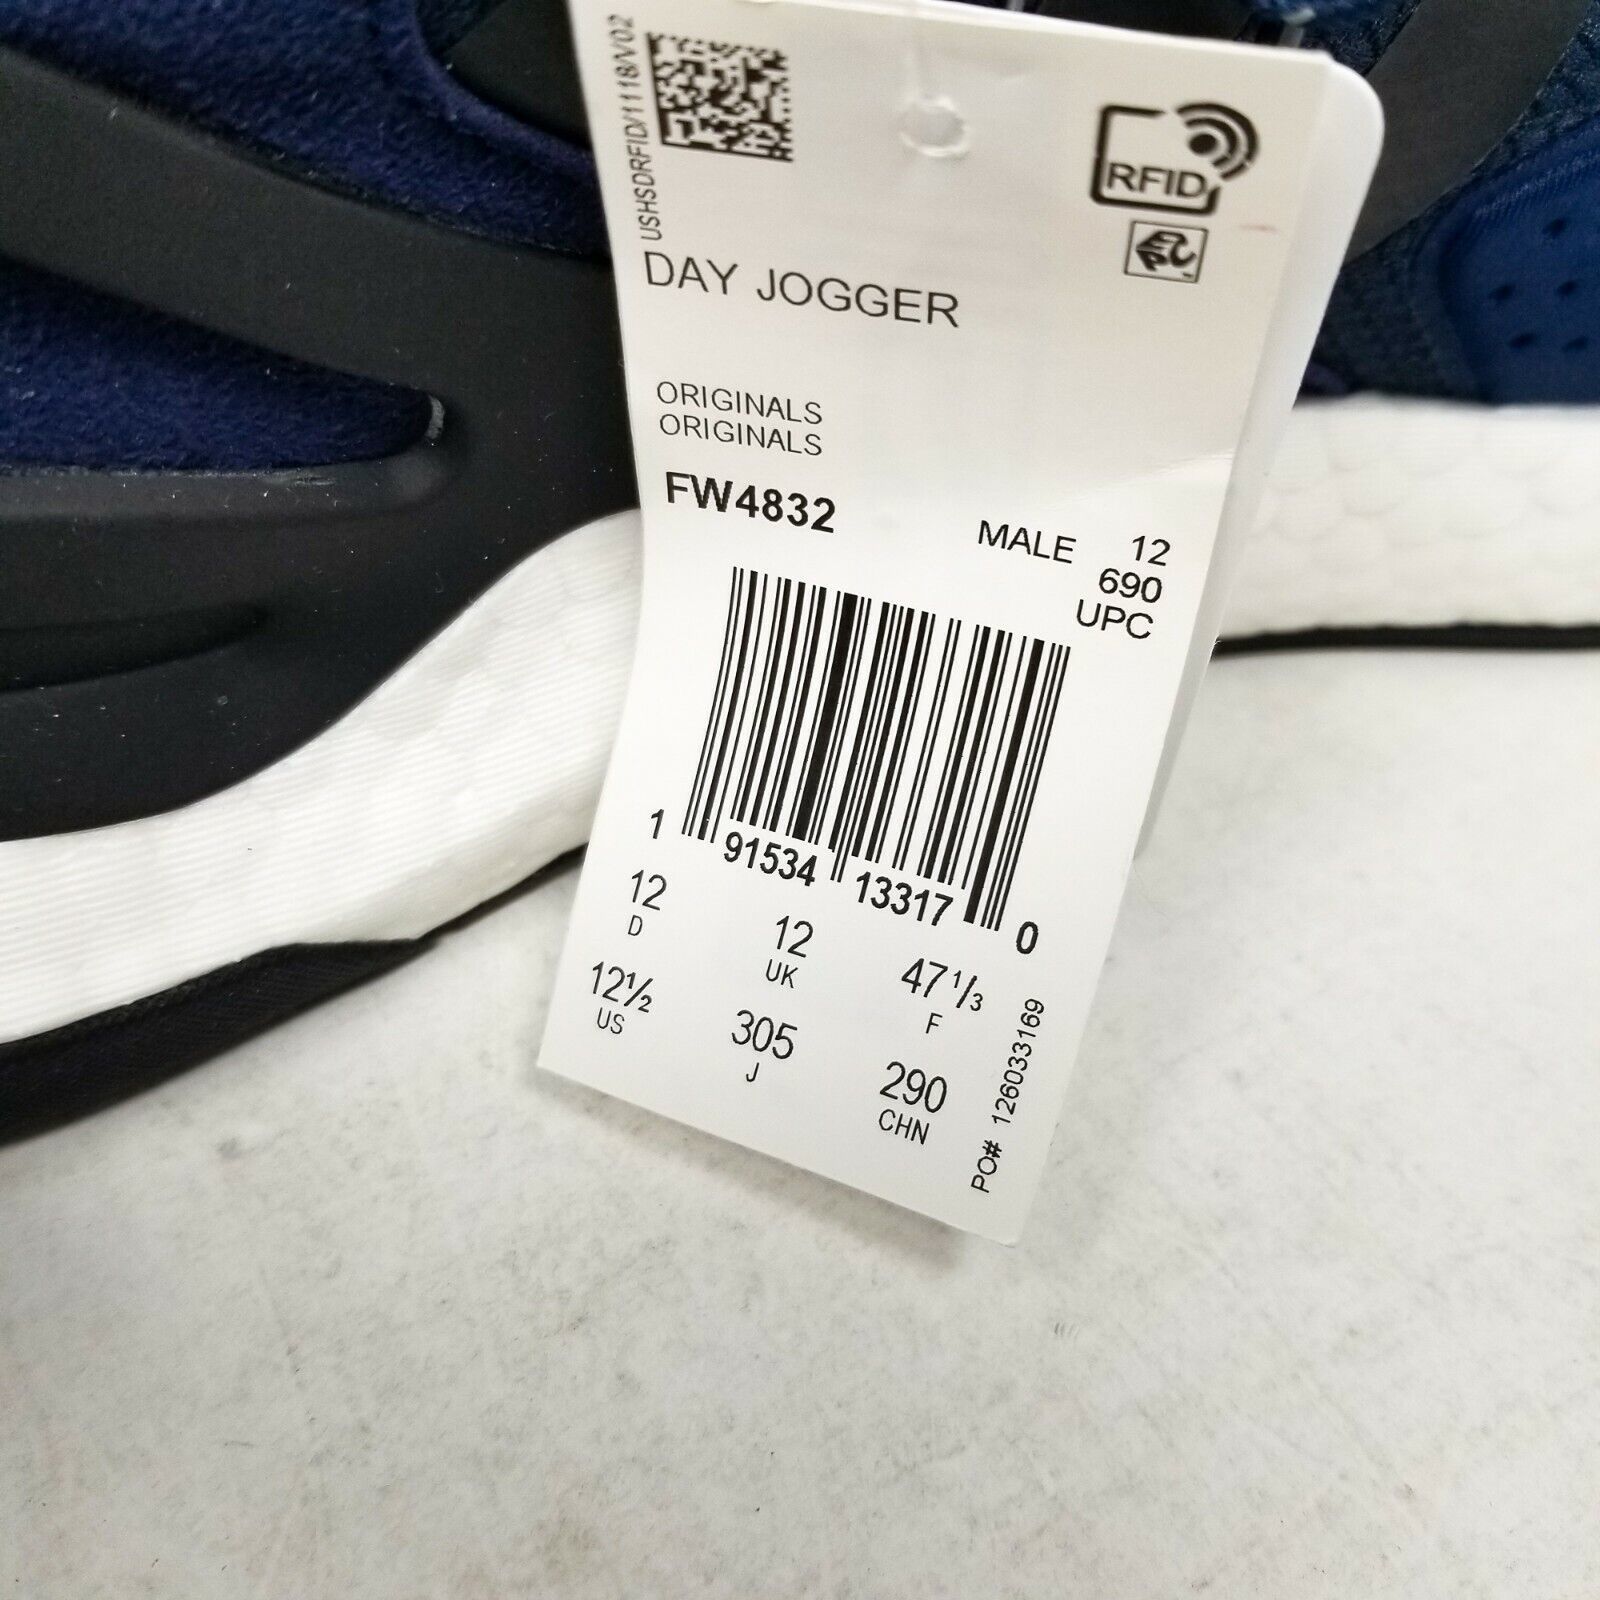 USHSDRFID/1118/V02
RFID
EPC
DAY JOGGER
ORIGINALS
ORIGINALS
FW4832
MALE 12
690
UPC
1 91534 13317 0
12 12 47 1/3
D UK F
12½ 305 290
US J CHN
PO# 126033169